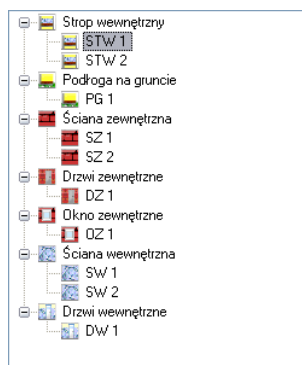 Strop wewnętrzny
STW 1
STW 2
Podłoga na gruncie
PG 1
Ściana zewnętrzna
SZ 1
SZ 2
Drzwi zewnętrzne
DZ 1
Okno zewnętrzne
OZ 1
Ściana wewnętrzna
SW 1
SW 2
Drzwi wewnętrzne
DW 1